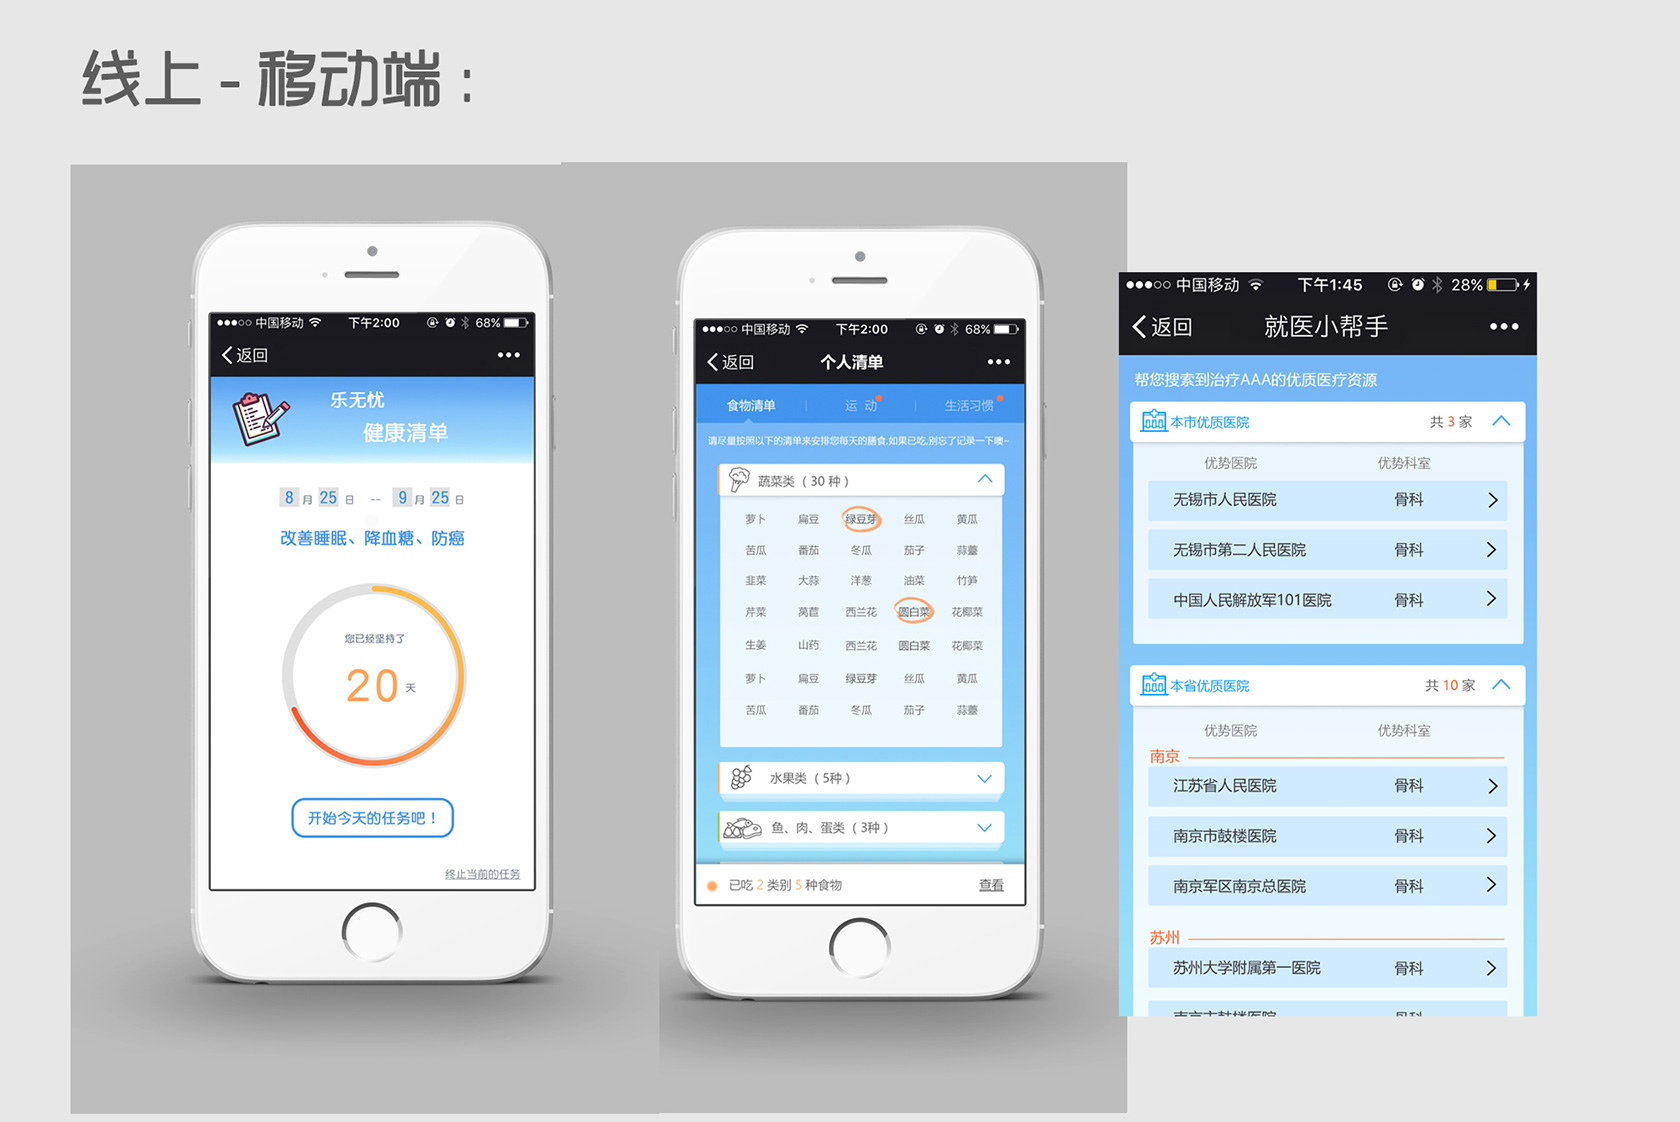 线上 - 移动端：
中国移动 下午2:00 68%
返回
乐无忧
健康清单
8 月 25 日 -- 9 月 25 日
改善睡眠、降血糖、防癌
您已经坚持了
20 天
开始今天的任务吧！
终止当前的任务
中国移动 下午2:00 68%
返回 个人清单
食物清单 运 动 生活习惯
请尽量按照以下的清单来安排您每天的膳食,如果已吃,别忘了记录一下噢~
蔬菜类（30 种）
萝卜 扁豆 绿豆芽 丝瓜 黄瓜
苦瓜 番茄 冬瓜 茄子 蒜薹
韭菜 大蒜 洋葱 油菜 竹笋
芹菜 莴苣 西兰花 圆白菜 花椰菜
生姜 山药 西兰花 圆白菜 花椰菜
萝卜 扁豆 绿豆芽 丝瓜 黄瓜
苦瓜 番茄 冬瓜 茄子 蒜薹
水果类（5种）
鱼、肉、蛋类（3种）
已吃 2 类别 5 种食物 查看
中国移动 下午1:45 28%
返回 就医小帮手
帮您搜索到治疗AAA的优质医疗资源
本市优质医院 共 3 家
优势医院 优势科室
无锡市人民医院 骨科
无锡市第二人民医院 骨科
中国人民解放军101医院 骨科
本省优质医院 共 10 家
优势医院 优势科室
南京
江苏省人民医院 骨科
南京市鼓楼医院 骨科
南京军区南京总医院 骨科
苏州
苏州大学附属第一医院 骨科
南京市鼓楼医院 骨科